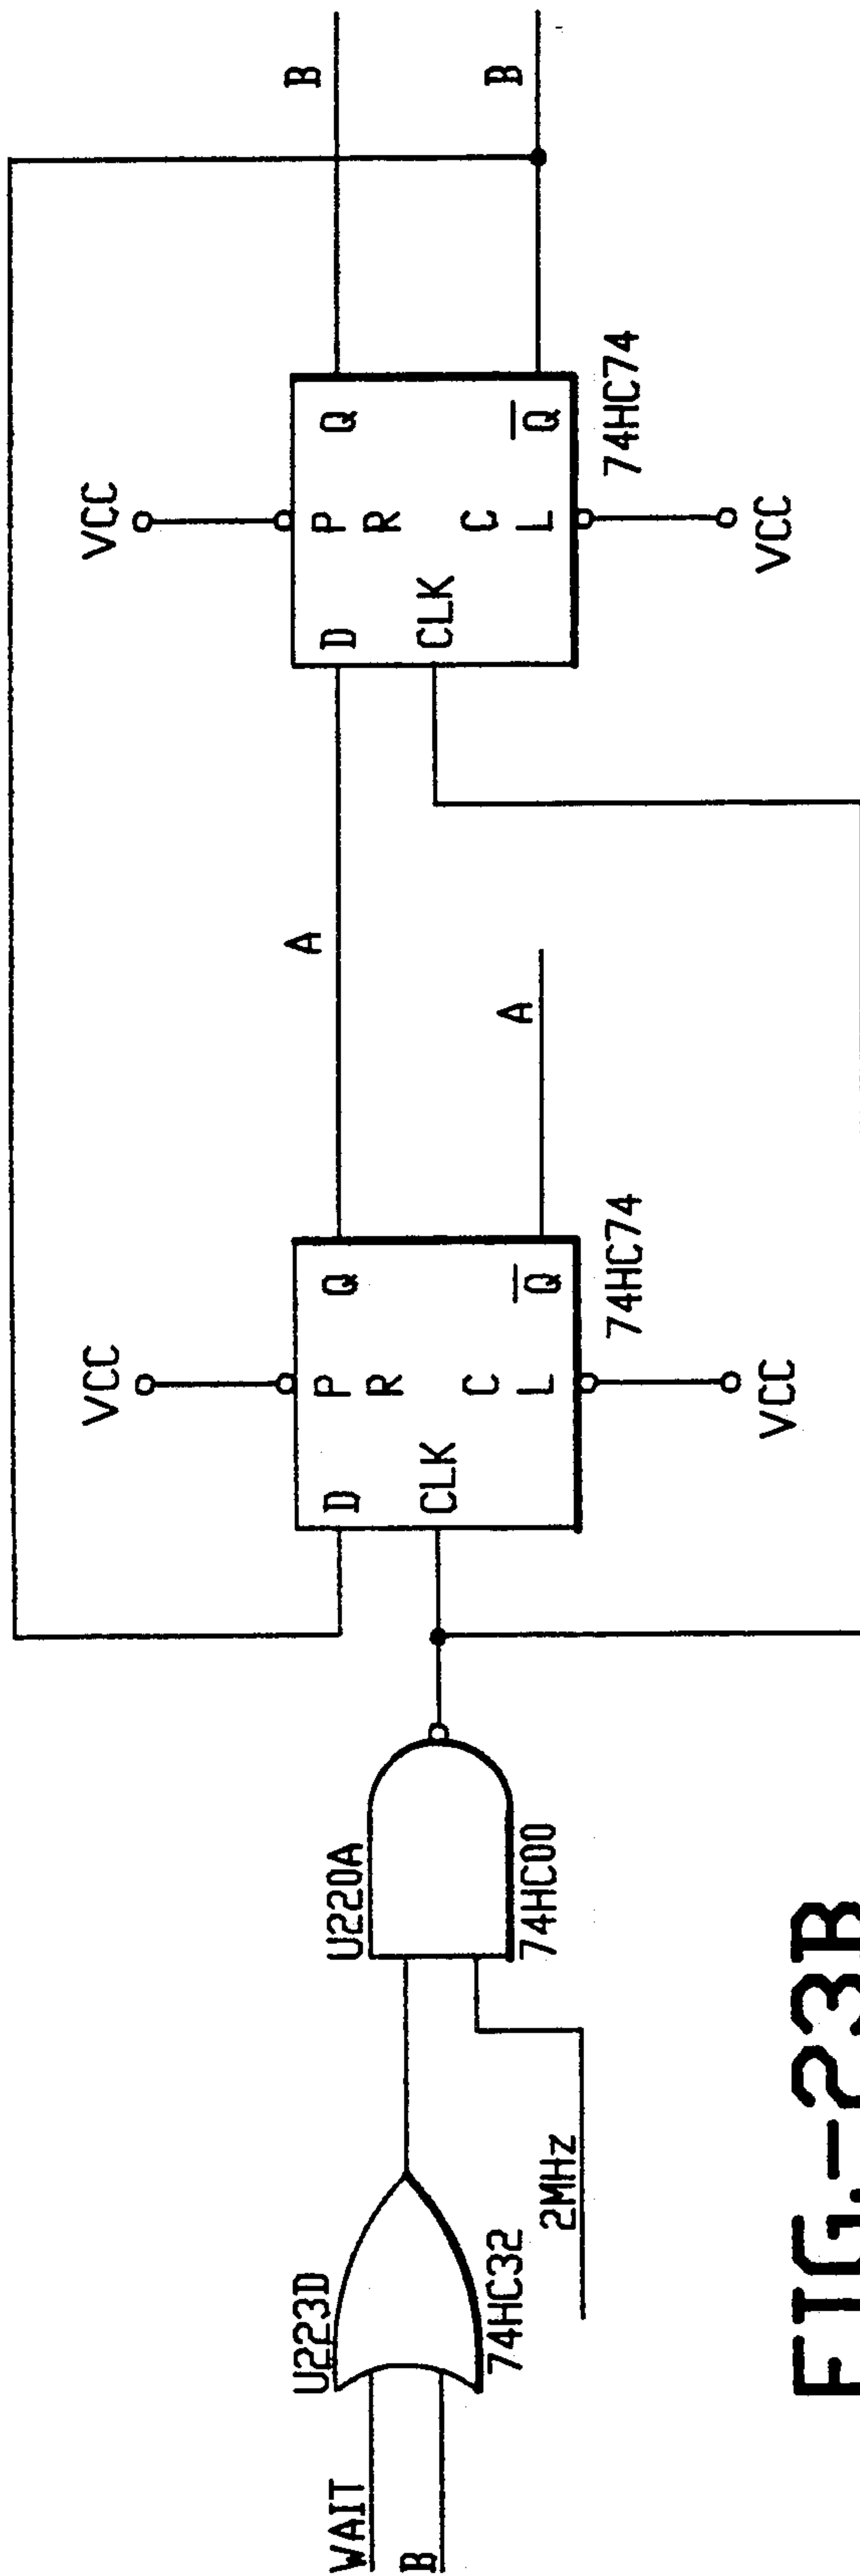 WAIT
B
U223D
74HC32
2MHz
U220A
74HC00
VCC
D
Q
P
R
CLK
C
L
Q
74HC74
VCC
A
A
VCC
D
Q
P
R
CLK
C
L
Q
74HC74
VCC
B
B
FIG.-23B